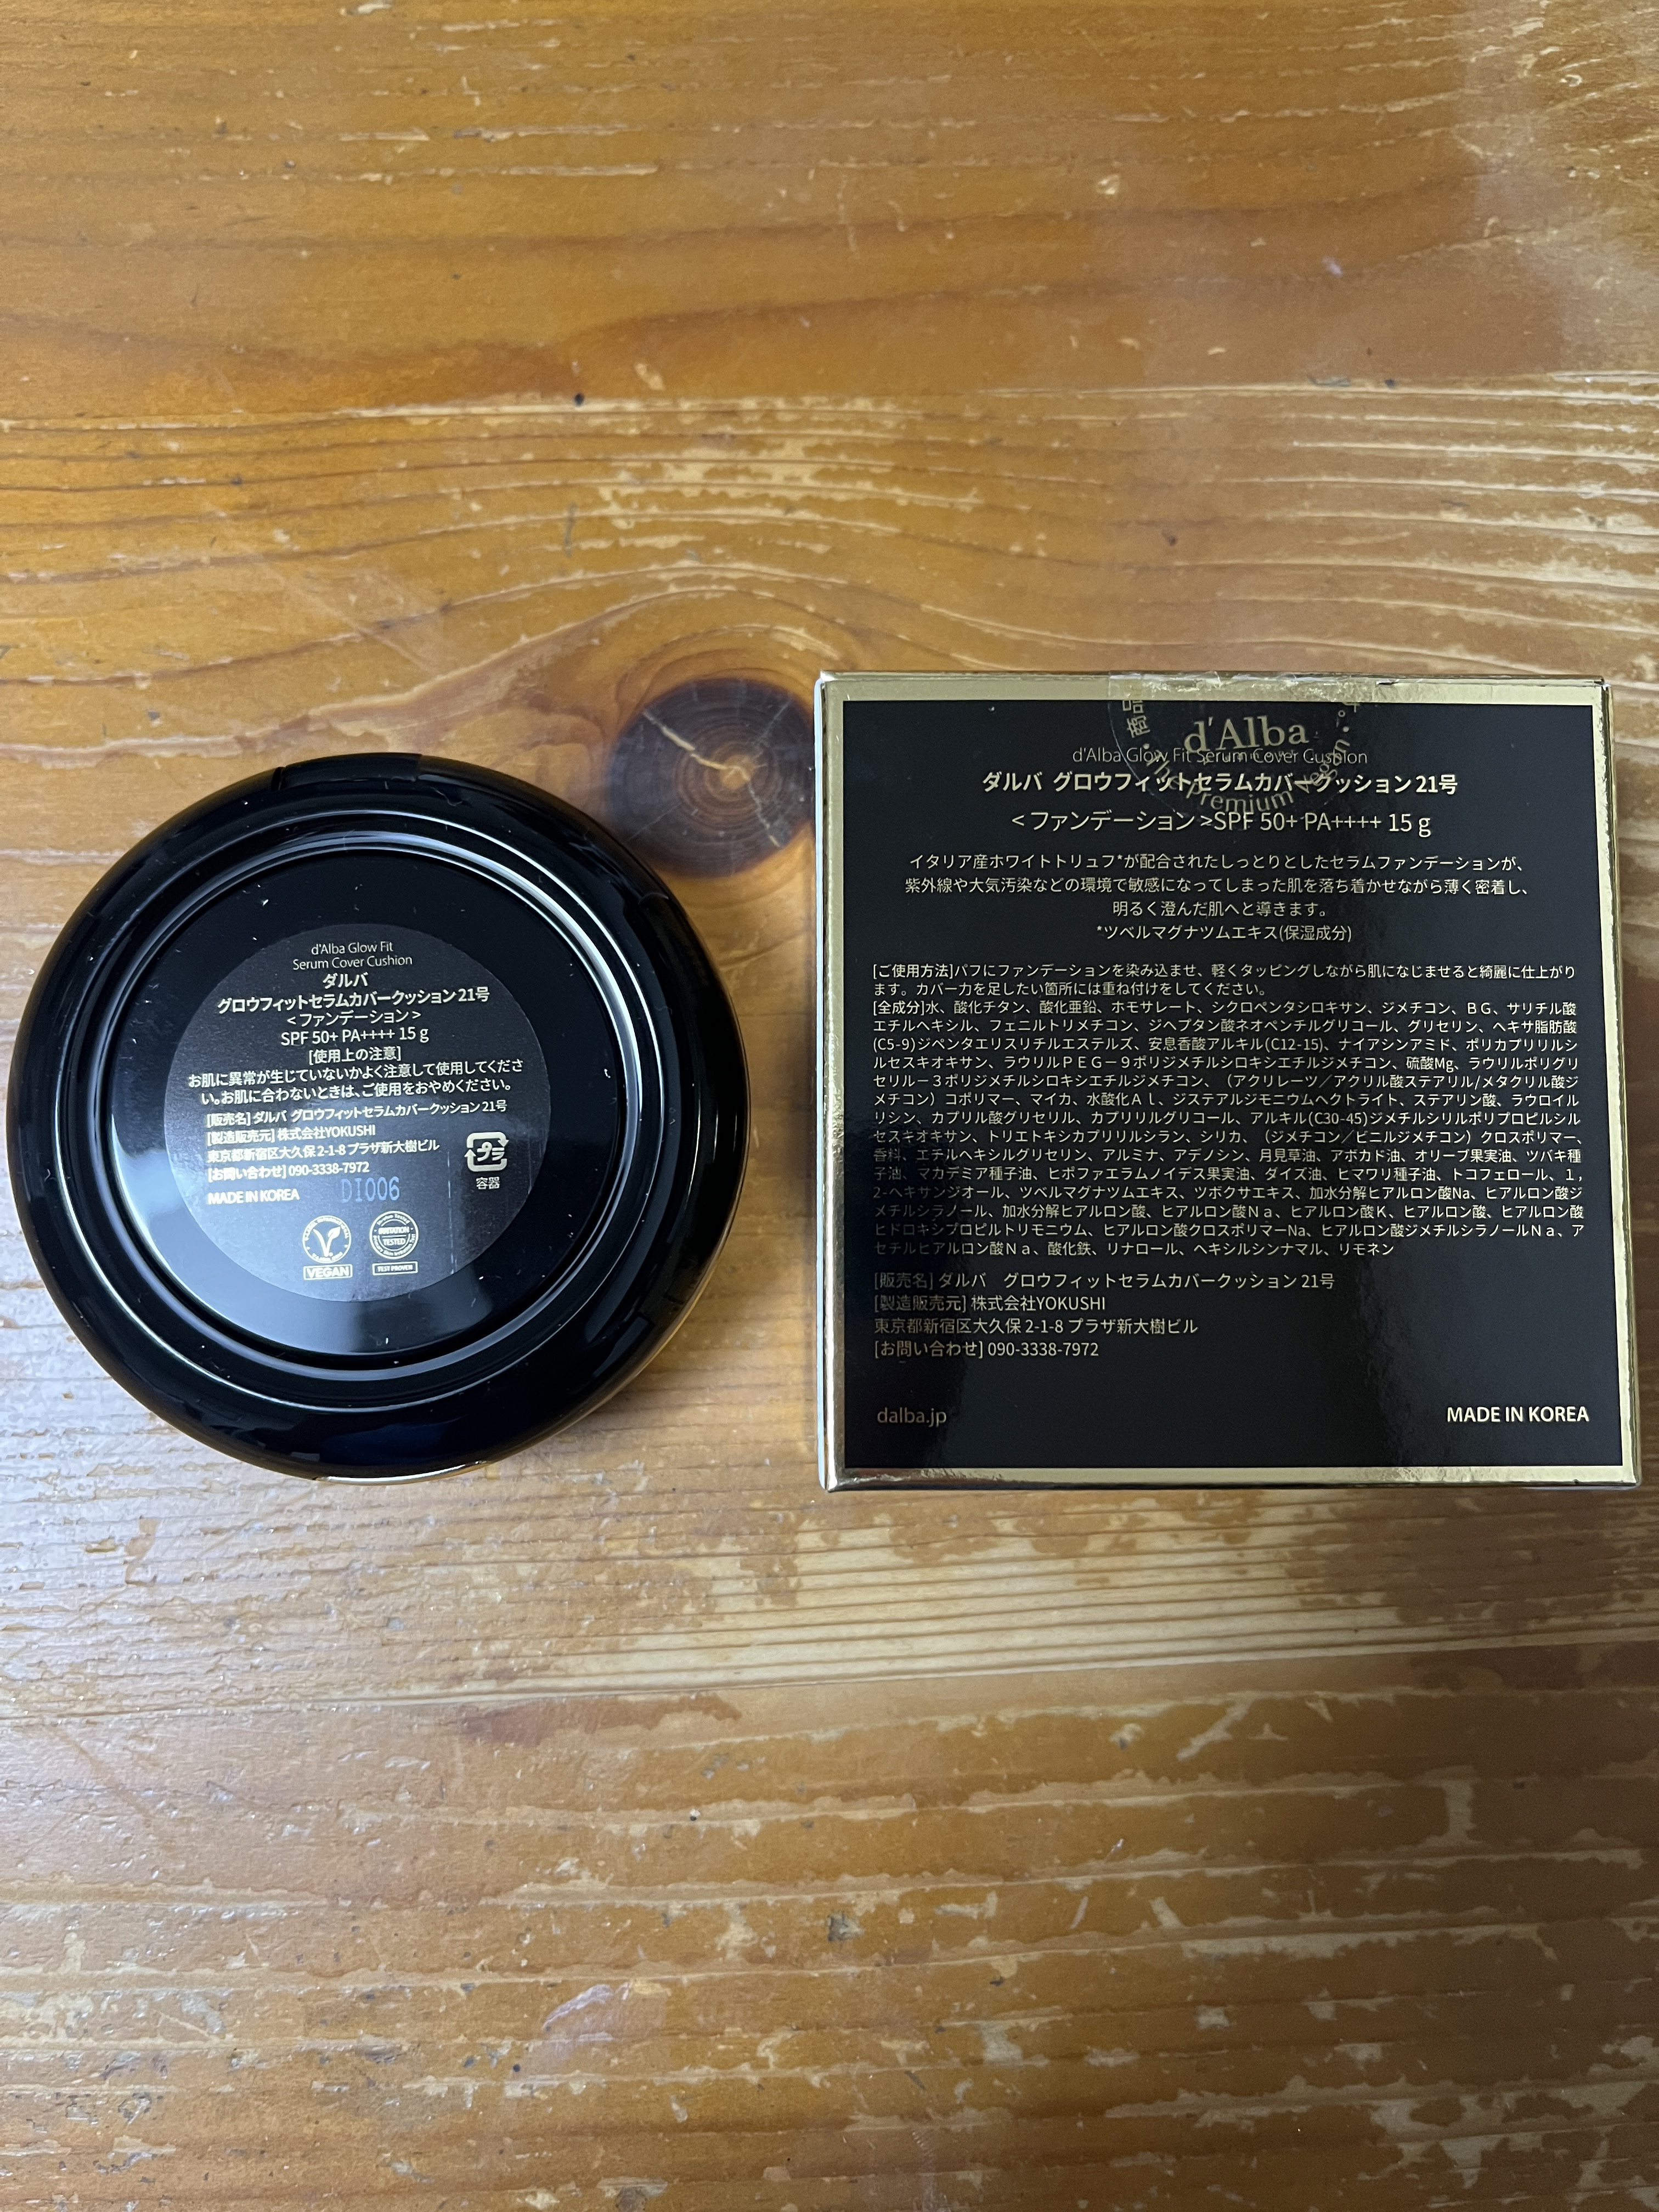 d'Alba Glow Fit
Serum Cover Cushion
ダルバ
グロウフィットセラムカバークッション21号
<ファンデーション>
SPF 50+ PA++++ 15 g
[使用上の注意]
お肌に異常が生じていないかよく注意して使用してくださ
い。お肌に合わないときは、ご使用をおやめください。
[販売名] ダルバ グロウフィットセラムカバークッション 21号
[製造販売元] 株式会社YOKUSHI
東京都新宿区大久保 2-1-8 プラザ新大樹ビル
[お問い合わせ] 090-3338-7972
MADE IN KOREA
DI006
プラ
容器
VEGAN
IRRITATION
TESTED
TEST PROVEN
商品
d'Alba
Premium Vegan
d'Alba Glow Fit Serum Cover Cushion
ダルバ グロウフィットセラムカバークッション 21号
<ファンデーション>SPF 50+ PA++++ 15 g
イタリア産ホワイトトリュフ*が配合されたしっとりとしたセラムファンデーションが、
紫外線や大気汚染などの環境で敏感になってしまった肌を落ち着かせながら薄く密着し、
明るく澄んだ肌へと導きます。
*ツベルマグナツムエキス(保湿成分)
[ご使用方法]パフにファンデーションを染み込ませ、軽くタッピングしながら肌になじませると綺麗に仕上がり
ます。カバー力を足したい箇所には重ね付けをしてください。
[全成分]水、酸化チタン、酸化亜鉛、ホモサレート、シクロペンタシロキサン、ジメチコン、ＢＧ、サリチル酸
エチルヘキシル、フェニルトリメチコン、ジヘプタン酸ネオペンチルグリコール、グリセリン、ヘキサ脂肪酸
(C5-9)ジペンタエリスリチルエステルズ、安息香酸アルキル(C12-15)、ナイアシンアミド、ポリカプリリルシ
ルセスキオキサン、ラウリルＰＥＧ－９ポリジメチルシロキシエチルジメチコン、硫酸Mg、ラウリルポリグリ
セリル－３ポリジメチルシロキシエチルジメチコン、（アクリレーツ／アクリル酸ステアリル/メタクリル酸ジ
メチコン）コポリマー、マイカ、水酸化Ａｌ、ジステアルジモニウムヘクトライト、ステアリン酸、ラウロイル
リシン、カプリル酸グリセリル、カプリリルグリコール、アルキル(C30-45)ジメチルシリルポリプロピルシル
セスキオキサン、トリエトキシカプリリルシラン、シリカ、（ジメチコン／ビニルジメチコン）クロスポリマー、
香料、エチルヘキシルグリセリン、アルミナ、アデノシン、月見草油、アボカド油、オリーブ果実油、ツバキ種
子油、マカデミア種子油、ヒポファエラムノイデス果実油、ダイズ油、ヒマワリ種子油、トコフェロール、１,
２-ヘキサンジオール、ツベルマグナツムエキス、ツボクサエキス、加水分解ヒアルロン酸Na、ヒアルロン酸ジ
メチルシラノール、加水分解ヒアルロン酸、ヒアルロン酸Ｎａ、ヒアルロン酸Ｋ、ヒアルロン酸、ヒアルロン酸
ヒドロキシプロピルトリモニウム、ヒアルロン酸クロスポリマーNa、ヒアルロン酸ジメチルシラノールＮａ、ア
セチルヒアルロン酸Ｎａ、酸化鉄、リナロール、ヘキシルシンナマル、リモネン
[販売名] ダルバ　グロウフィットセラムカバークッション 21号
[製造販売元] 株式会社YOKUSHI
東京都新宿区大久保 2-1-8 プラザ新大樹ビル
[お問い合わせ] 090-3338-7972
dalba.jp
MADE IN KOREA